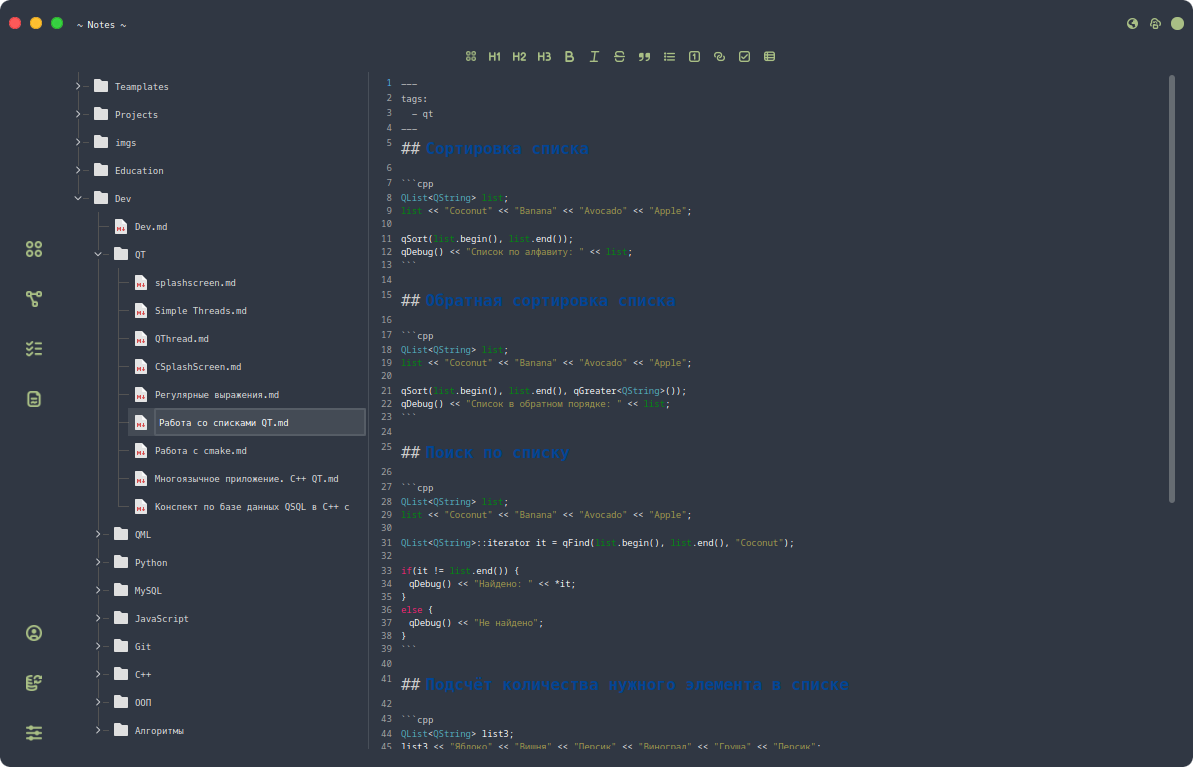 ~ Notes ~
H1 H2 H3 B I S
Teamplates
Projects
imgs
Education
Dev
Dev.md
QT
splashscreen.md
Simple Threads.md
QThread.md
CSplashScreen.md
Регулярные выражения.md
Работа со списками QT.md
Работа с cmake.md
Многоязычное приложение. C++ QT.md
Конспект по базе данных QSQL в C++ с
QML
Python
MySQL
JavaScript
Git
C++
ООП
Алгоритмы
1 ---
2 tags:
3 - qt
4 ---
5 ## Сортировка списка
6
7 ```cpp
8 QList<QString> list;
9 list << "Coconut" << "Banana" << "Avocado" << "Apple";
10
11 qSort(list.begin(), list.end());
12 qDebug() << "Список по алфавиту: " << list;
13 ```
14
15 ## Обратная сортировка списка
16
17 ```cpp
18 QList<QString> list;
19 list << "Coconut" << "Banana" << "Avocado" << "Apple";
20
21 qSort(list.begin(), list.end(), qGreater<QString>());
22 qDebug() << "Список в обратном порядке: " << list;
23 ```
24
25 ## Поиск по списку
26
27 ```cpp
28 QList<QString> list;
29 list << "Coconut" << "Banana" << "Avocado" << "Apple";
30
31 QList<QString>::iterator it = qFind(list.begin(), list.end(), "Coconut");
32
33 if(it != list.end()) {
34 qDebug() << "Найдено: " << *it;
35 }
36 else {
37 qDebug() << "Не найдено";
38 }
39 ```
40
41 ## Подсчёт количества нужного элемента в списке
42
43 ```cpp
44 QList<QString> list3;
45 list3 << "Яблоко" << "Вишня" << "Персик" << "Виноград" << "Груша" << "Персик";